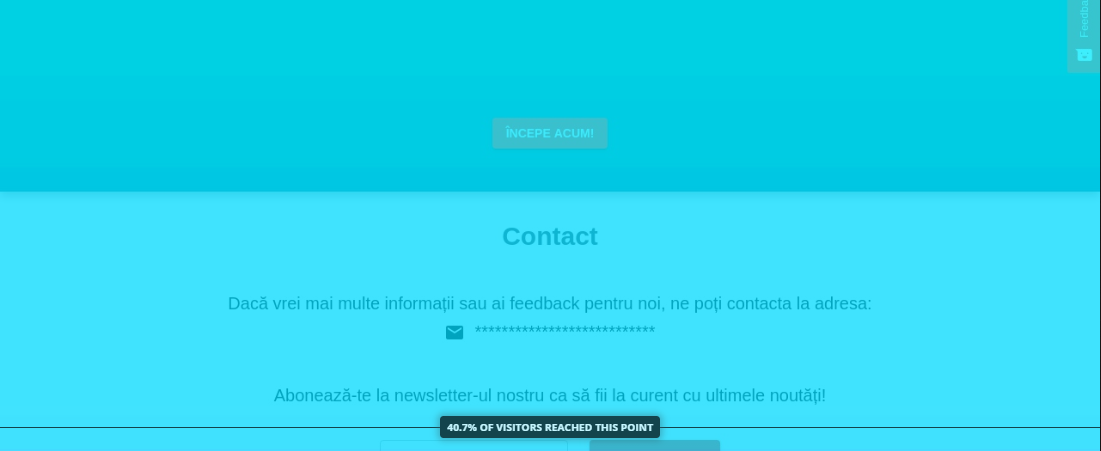 Feedba
ÎNCEPE ACUM!
Contact
Dacă vrei mai multe informații sau ai feedback pentru noi, ne poți contacta la adresa:
***************************
Abonează-te la newsletter-ul nostru ca să fii la curent cu ultimele noutăți!
40.7% OF VISITORS REACHED THIS POINT